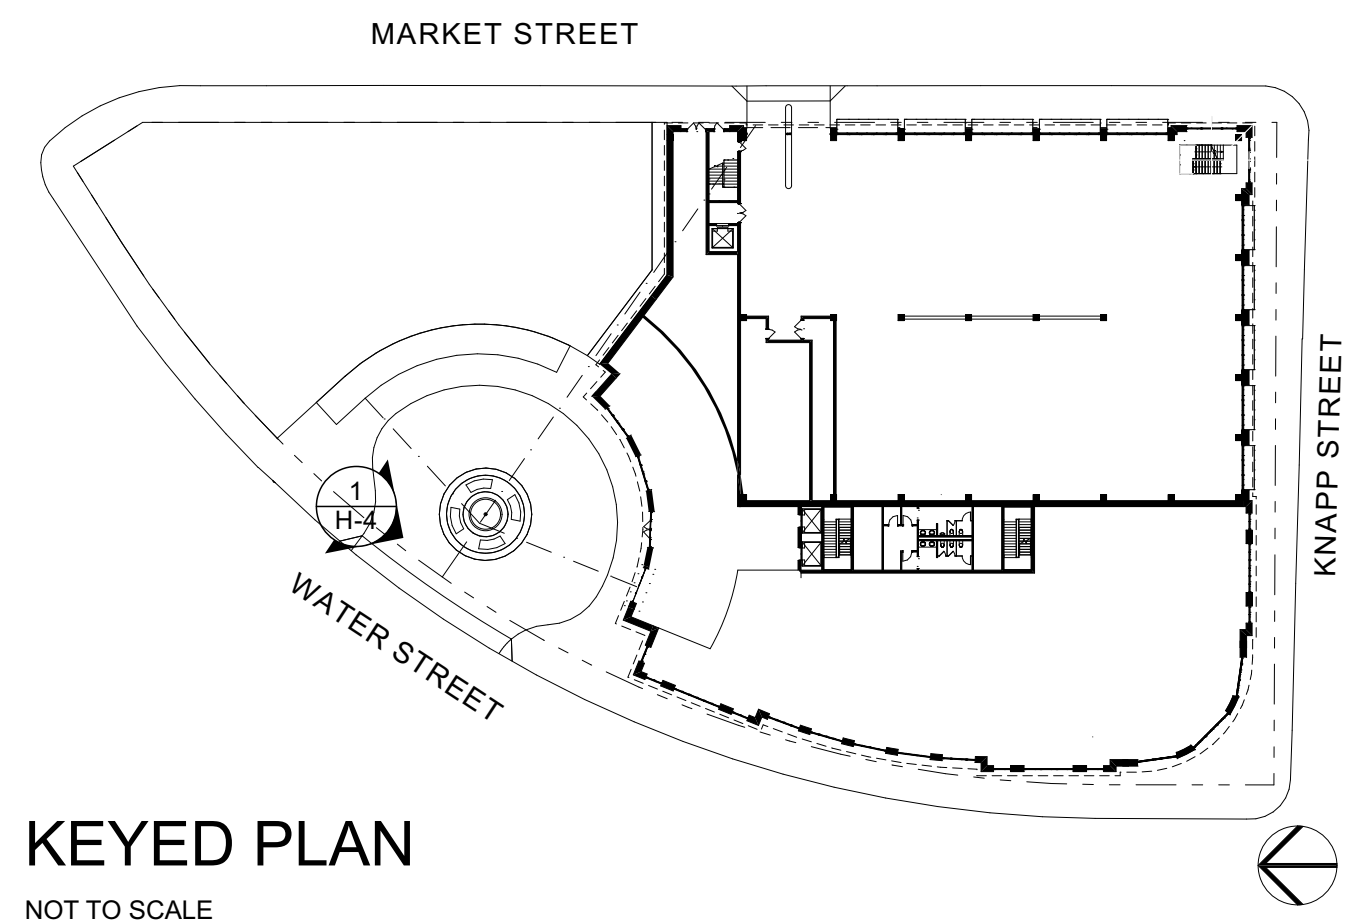 MARKET STREET
KNAPP STREET
1
H-4
WATER STREET
KEYED PLAN
NOT TO SCALE